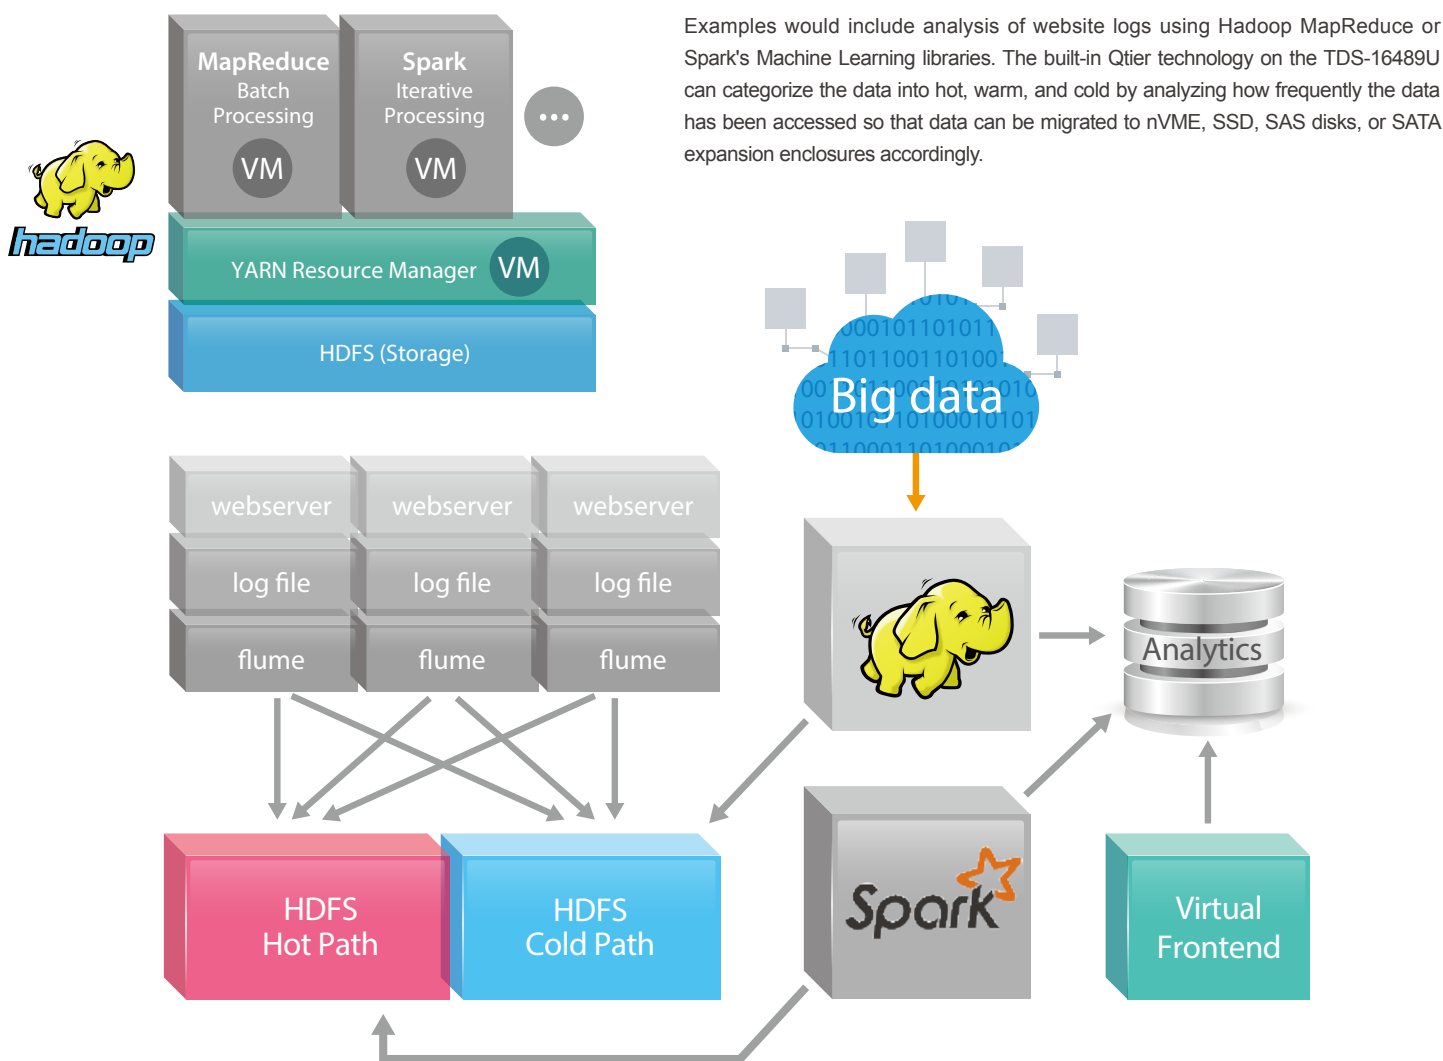 Examples would include analysis of website logs using Hadoop MapReduce or
Spark's Machine Learning libraries. The built-in Qtier technology on the TDS-16489U
can categorize the data into hot, warm, and cold by analyzing how frequently the data
has been accessed so that data can be migrated to nVME, SSD, SAS disks, or SATA
expansion enclosures accordingly.
MapReduce
Batch
Processing
VM
Spark
Iterative
Processing
VM
...
hadoop
YARN Resource Manager
VM
HDFS (Storage)
Big data
webserver
webserver
webserver
log file
log file
log file
flume
flume
flume
Analytics
HDFS
Hot Path
HDFS
Cold Path
Spark
Virtual
Frontend